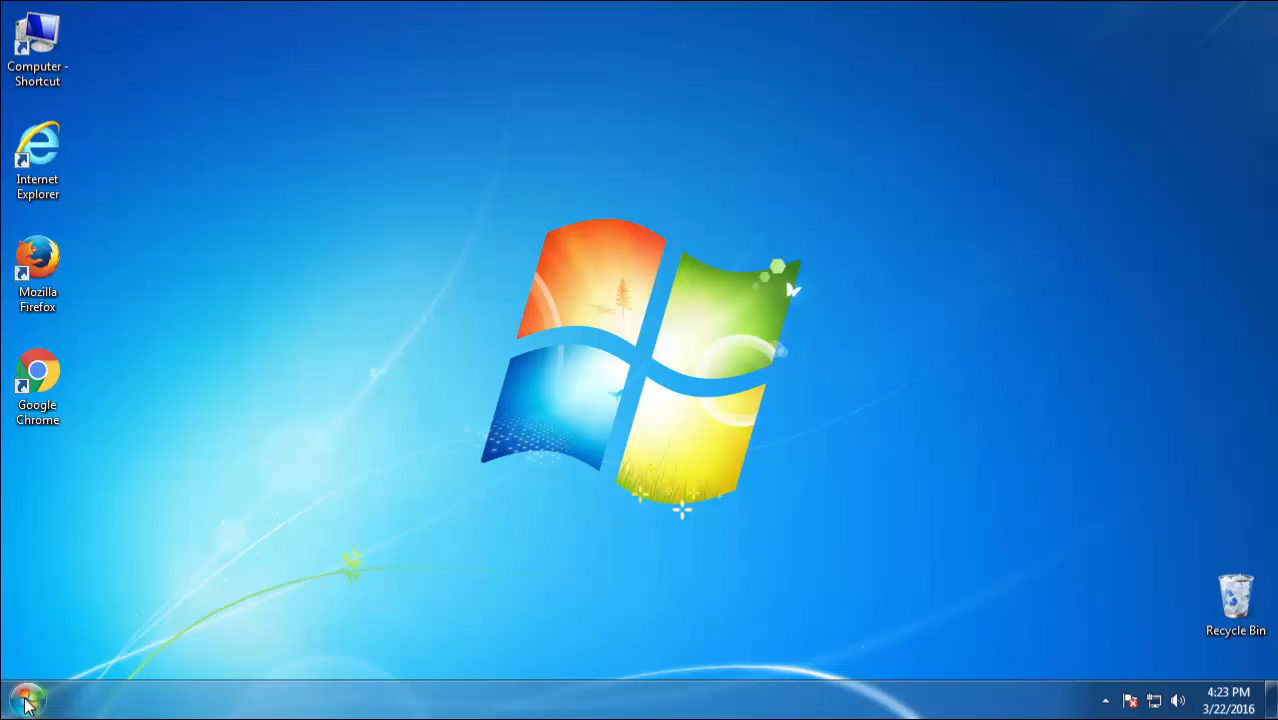 Computer -
Shortcut
Internet
Explorer
Mozilla
Firefox
Google
Chrome
Recycle Bin
4:23 PM
3/22/2016